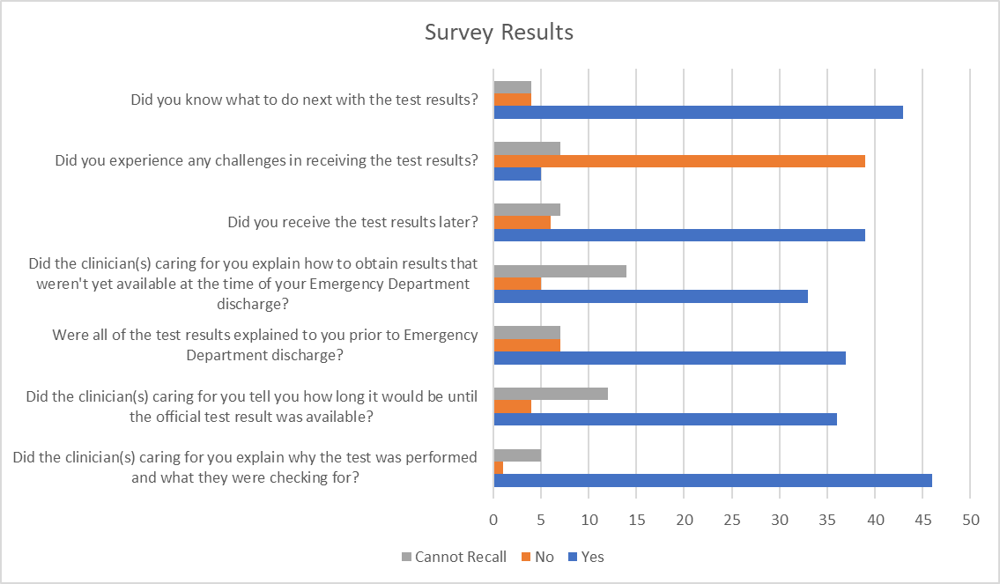 Survey Results
Did you know what to do next with the test results?
Did you experience any challenges in receiving the test results?
Did you receive the test results later?
Did the clinician(s) caring for you explain how to obtain results that
weren't yet available at the time of your Emergency Department
discharge?
Were all of the test results explained to you prior to Emergency
Department discharge?
Did the clinician(s) caring for you tell you how long it would be until
the official test result was available?
Did the clinician(s) caring for you explain why the test was performed
and what they were checking for?
0 5 10 15 20 25 30 35 40 45 50
Cannot Recall No Yes